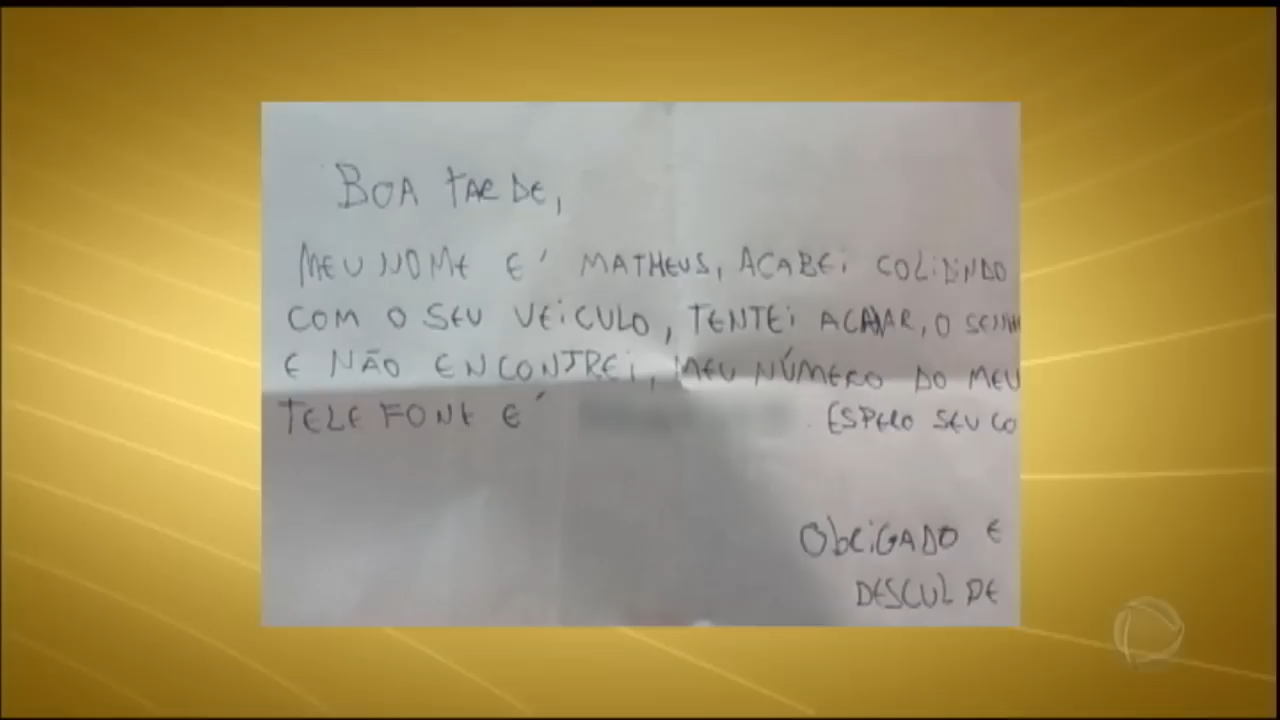 BOA TARDE,
MEU NOME E' MATHEUS, ACABEI COLIDINDO
COM O SEU VEICULO, TENTEI ACHAR, O SENH
E NÃO ENCONTREI, MEU NÚMERO DO MEU
TELEFONE E' ESPERO SEU CO
ObRiGADO E
DESCULPE